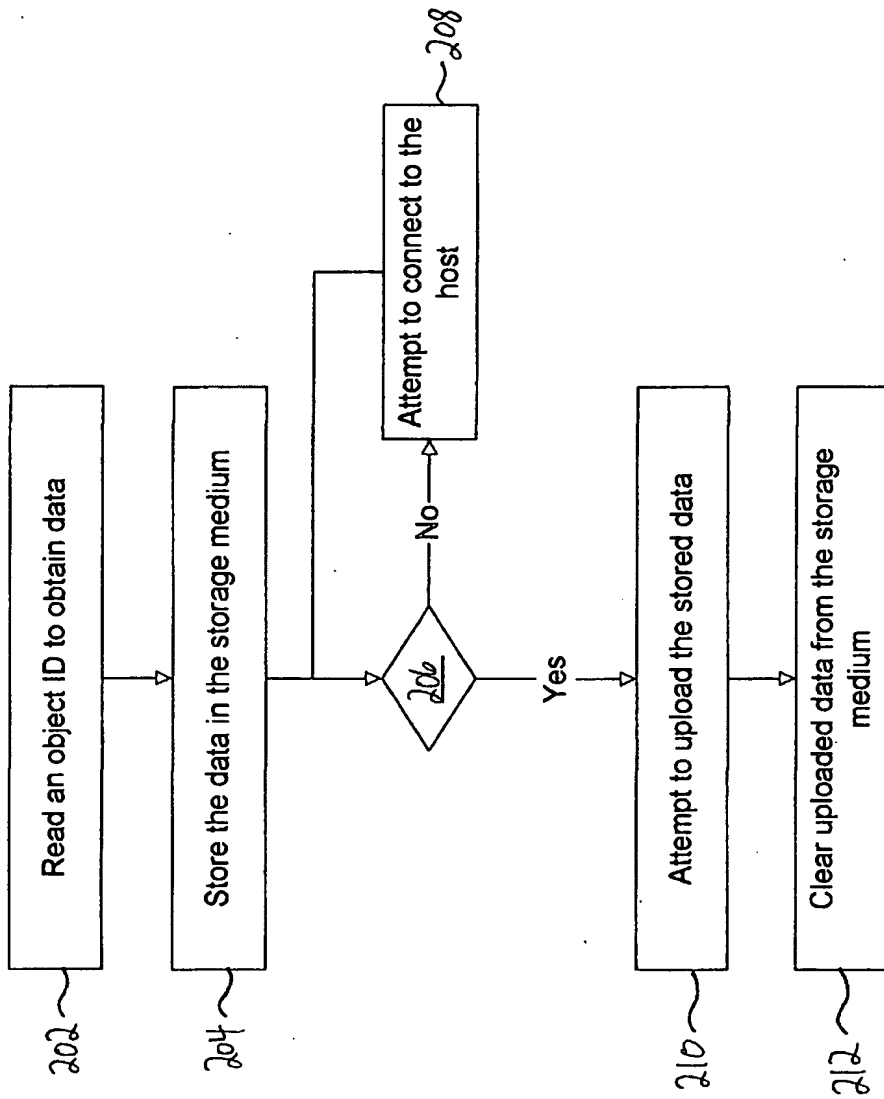 202
Read an object ID to obtain data
204
Store the data in the storage medium
206
No
208
Attempt to connect to the
host
Yes
210
Attempt to upload the stored data
212
Clear uploaded data from the storage
medium